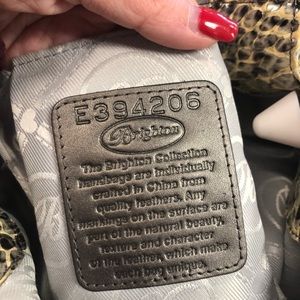 E394206
Brighton
The Brighton Collection
handbags are individually
crafted in China from
quality leathers. Any
markings on the surface are
part of the natural beauty,
texture and character
of the leather, which make
each bag unique.